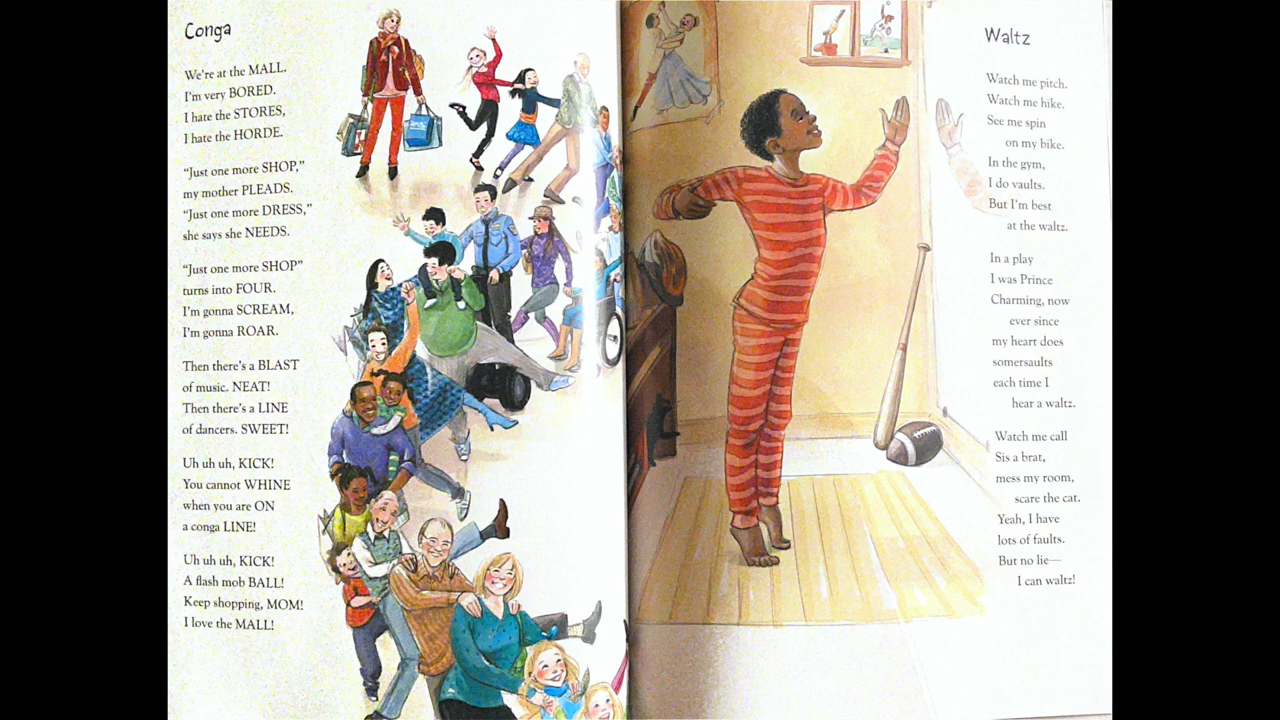 Conga
We're at the MALL.
I'm very BORED.
I hate the STORES,
I hate the HORDE.
"Just one more SHOP,"
my mother PLEADS.
"Just one more DRESS,"
she says she NEEDS.
"Just one more SHOP"
turns into FOUR.
I'm gonna SCREAM,
I'm gonna ROAR.
Then there's a BLAST
of music. NEAT!
Then there's a LINE
of dancers. SWEET!
Uh uh uh, KICK!
You cannot WHINE
when you are ON
a conga LINE!
Uh uh uh, KICK!
A flash mob BALL!
Keep shopping, MOM!
I love the MALL!
Waltz
Watch me pitch.
Watch me hike.
See me spin
on my bike.
In the gym,
I do vaults.
But I'm best
at the waltz.
In a play
I was Prince
Charming, now
ever since
my heart does
somersaults
each time I
hear a waltz.
Watch me call
Sis a brat,
mess my room,
scare the cat.
Yeah, I have
lots of faults.
But no lie—
I can waltz!